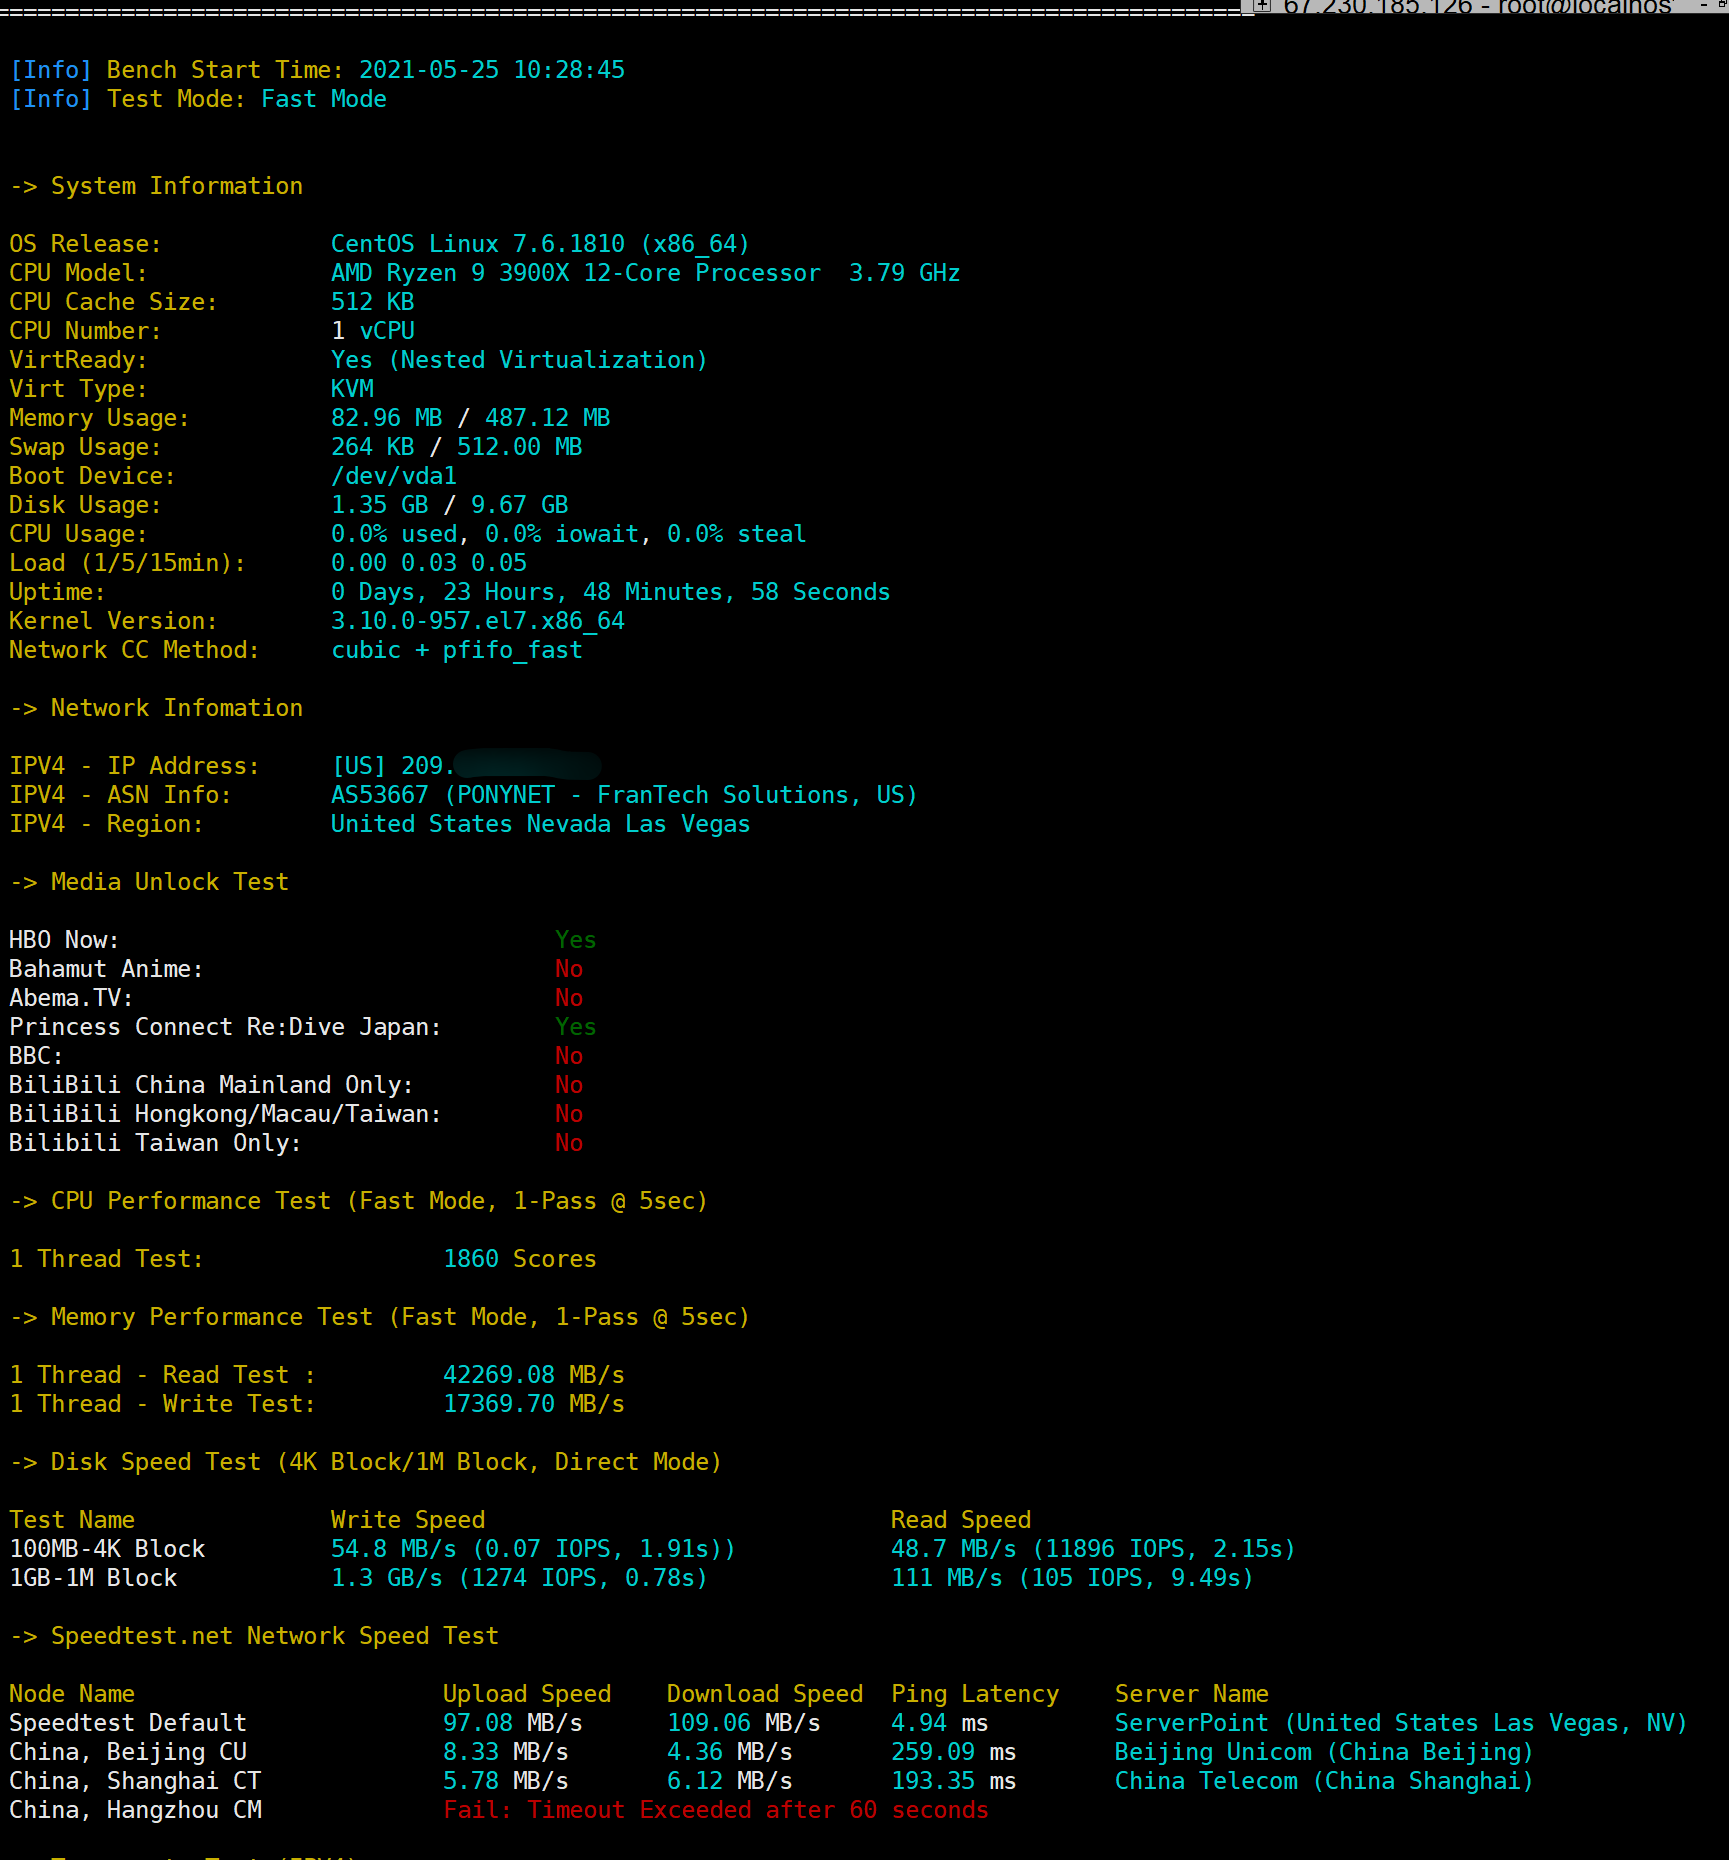 ==========================================================================================
67.230.185.126 - root@localhos
[Info] Bench Start Time: 2021-05-25 10:28:45
[Info] Test Mode: Fast Mode
-> System Information
OS Release: CentOS Linux 7.6.1810 (x86_64)
CPU Model: AMD Ryzen 9 3900X 12-Core Processor  3.79 GHz
CPU Cache Size: 512 KB
CPU Number: 1 vCPU
VirtReady: Yes (Nested Virtualization)
Virt Type: KVM
Memory Usage: 82.96 MB / 487.12 MB
Swap Usage: 264 KB / 512.00 MB
Boot Device: /dev/vda1
Disk Usage: 1.35 GB / 9.67 GB
CPU Usage: 0.0% used, 0.0% iowait, 0.0% steal
Load (1/5/15min): 0.00 0.03 0.05
Uptime: 0 Days, 23 Hours, 48 Minutes, 58 Seconds
Kernel Version: 3.10.0-957.el7.x86_64
Network CC Method: cubic + pfifo_fast
-> Network Infomation
IPV4 - IP Address: [US] 209.
IPV4 - ASN Info: AS53667 (PONYNET - FranTech Solutions, US)
IPV4 - Region: United States Nevada Las Vegas
-> Media Unlock Test
HBO Now: Yes
Bahamut Anime: No
Abema.TV: No
Princess Connect Re:Dive Japan: Yes
BBC: No
BiliBili China Mainland Only: No
BiliBili Hongkong/Macau/Taiwan: No
Bilibili Taiwan Only: No
-> CPU Performance Test (Fast Mode, 1-Pass @ 5sec)
1 Thread Test: 1860 Scores
-> Memory Performance Test (Fast Mode, 1-Pass @ 5sec)
1 Thread - Read Test : 42269.08 MB/s
1 Thread - Write Test: 17369.70 MB/s
-> Disk Speed Test (4K Block/1M Block, Direct Mode)
Test Name Write Speed Read Speed
100MB-4K Block 54.8 MB/s (0.07 IOPS, 1.91s)) 48.7 MB/s (11896 IOPS, 2.15s)
1GB-1M Block 1.3 GB/s (1274 IOPS, 0.78s) 111 MB/s (105 IOPS, 9.49s)
-> Speedtest.net Network Speed Test
Node Name Upload Speed Download Speed Ping Latency Server Name
Speedtest Default 97.08 MB/s 109.06 MB/s 4.94 ms ServerPoint (United States Las Vegas, NV)
China, Beijing CU 8.33 MB/s 4.36 MB/s 259.09 ms Beijing Unicom (China Beijing)
China, Shanghai CT 5.78 MB/s 6.12 MB/s 193.35 ms China Telecom (China Shanghai)
China, Hangzhou CM Fail: Timeout Exceeded after 60 seconds